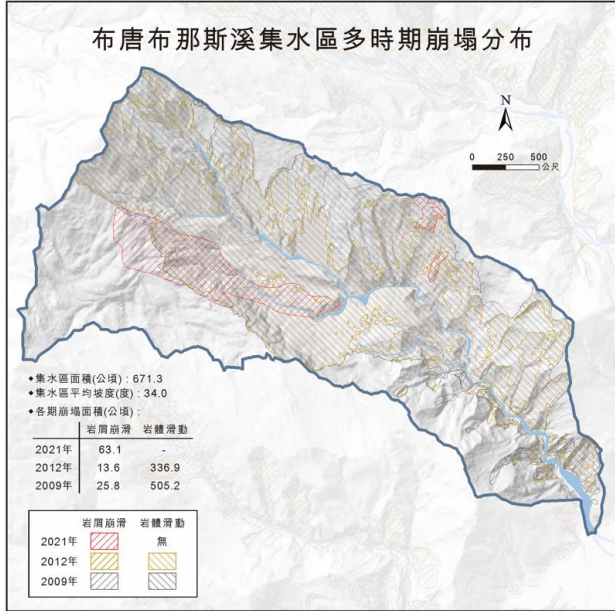 布唐布那斯溪集水區多時期崩塌分布
N
0 250 500
公尺
◆集水區面積(公頃)：671.3
◆集水區平均坡度(度)：34.0
◆各期崩塌面積(公頃)：
岩屑崩滑 岩體滑動
2021年 63.1 -
2012年 13.6 336.9
2009年 25.8 505.2
岩屑崩滑 岩體滑動
2021年 無
2012年
2009年